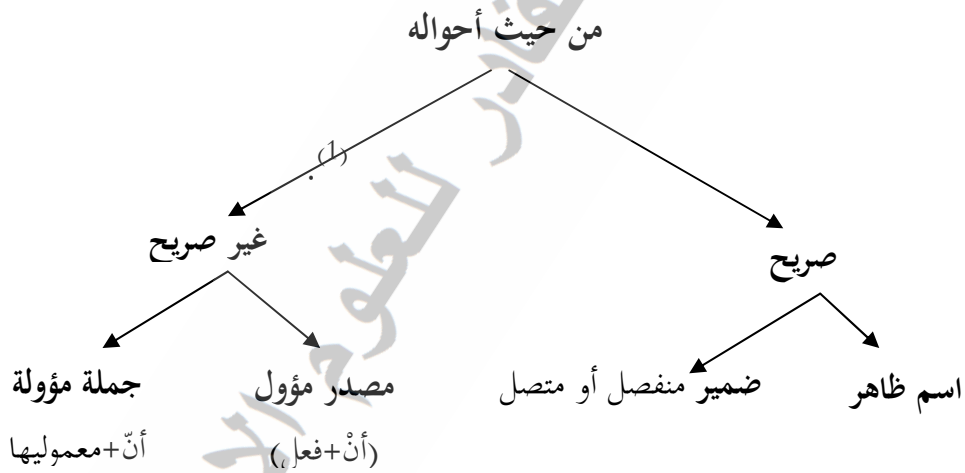 من حيث أحواله
(1).
صريح
غير صريح
اسم ظاهر
ضمير منفصل أو متصل
مصدر مؤول
جملة مؤولة
(أنْ+فعل)
أنّ+معموليها